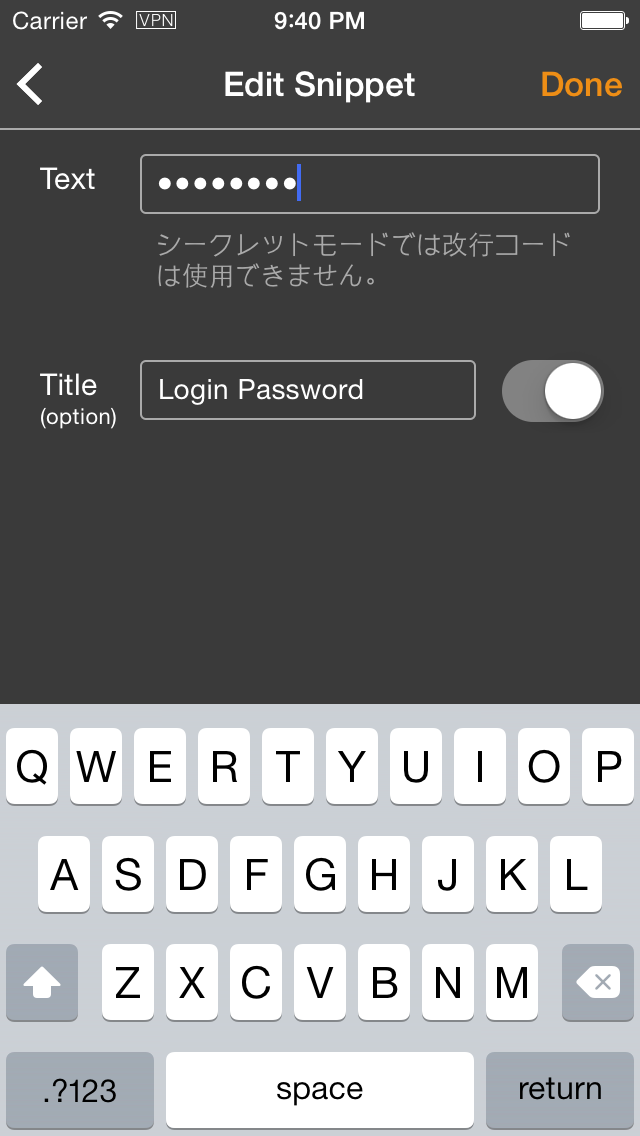 Carrier VPN 9:40 PM
Edit Snippet Done
Text ••••••••
シークレットモードでは改行コード
は使用できません。
Title Login Password
(option)
Q W E R T Y U I O P
A S D F G H J K L
Z X C V B N M
.?123 space return